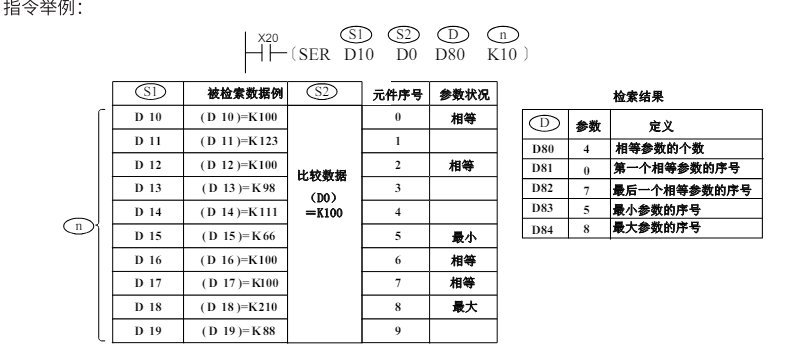 指令举例：
X20 S1 S2 D n
(SER D10 D0 D80 K10)
S1 被检索数据例 S2 元件序号 参数状况
D 10 (D 10)=K100 0 相等
D 11 (D 11)=K123 1
D 12 (D 12)=K100 2 相等
D 13 (D 13)=K98 3
D 14 (D 14)=K111 4
D 15 (D 15)=K66 5 最小
D 16 (D 16)=K100 6 相等
D 17 (D 17)=K100 7 相等
D 18 (D 18)=K210 8 最大
D 19 (D 19)=K88 9
比较数据
(D0)
=K100
n
检索结果
D 参数 定义
D80 4 相等参数的个数
D81 0 第一个相等参数的序号
D82 7 最后一个相等参数的序号
D83 5 最小参数的序号
D84 8 最大参数的序号